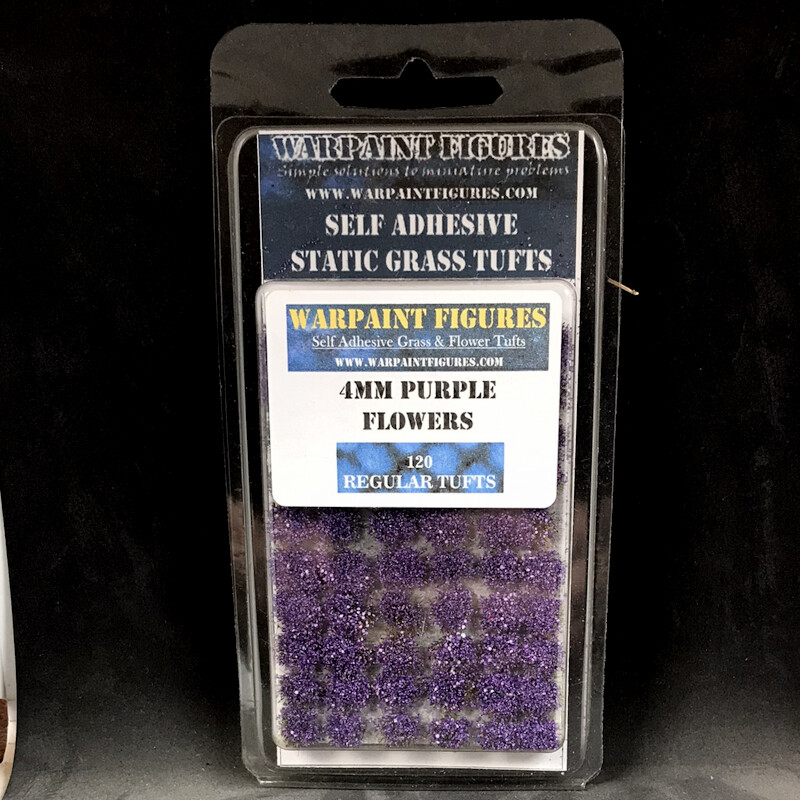 WARPAINT FIGURES
Simple solutions to miniature problems
WWW.WARPAINTFIGURES.COM
SELF ADHESIVE
STATIC GRASS TUFTS
WARPAINT FIGURES
Self Adhesive Grass & Flower Tufts
WWW.WARPAINTFIGURES.COM
4MM PURPLE
FLOWERS
120
REGULAR TUFTS